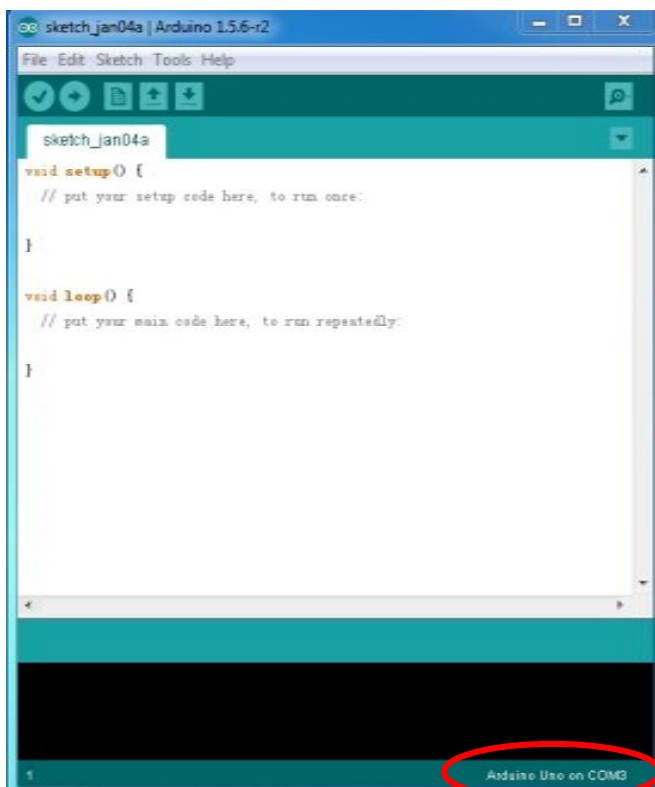 sketch_jan04a | Arduino 1.5.6-r2
File Edit Sketch Tools Help
sketch_jan04a
void setup() {
// put your setup code here, to run once:
}
void loop() {
// put your main code here, to run repeatedly:
}
1
Arduino Uno on COM3